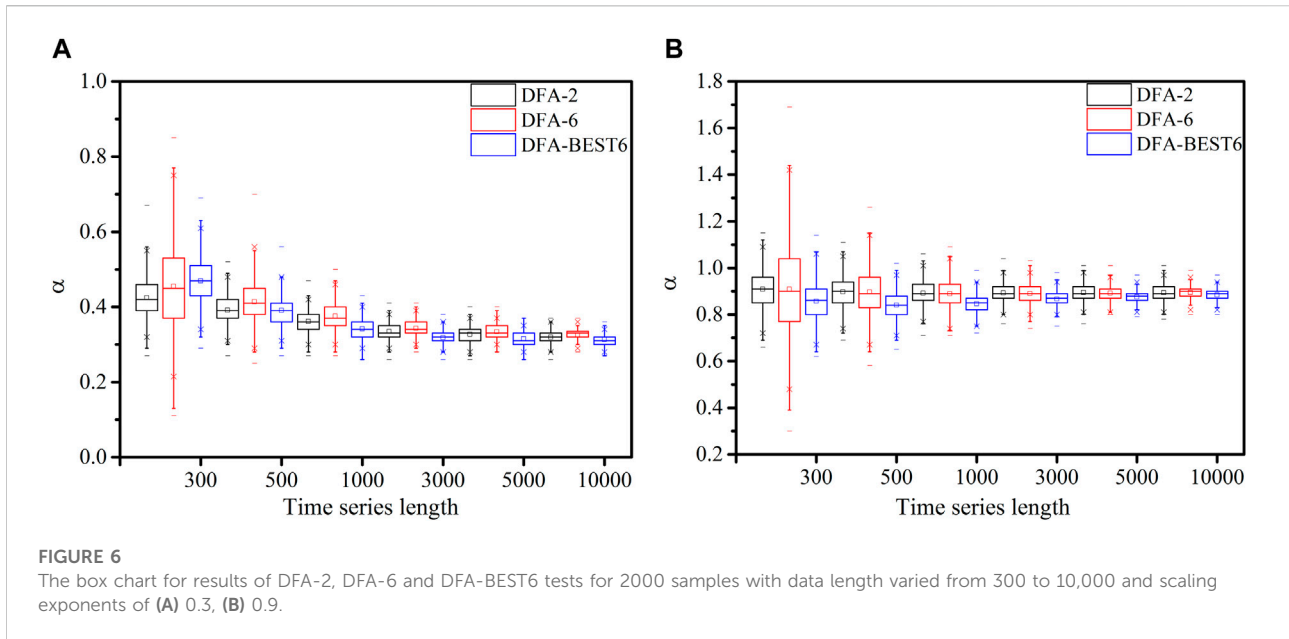 A
1.0
0.8
0.6
0.4
0.2
0.0
α
DFA-2
DFA-6
DFA-BEST6
300 500 1000 3000 5000 10000
Time series length
B
1.8
1.6
1.4
1.2
1.0
0.8
0.6
0.4
0.2
α
DFA-2
DFA-6
DFA-BEST6
300 500 1000 3000 5000 10000
Time series length
FIGURE 6
The box chart for results of DFA-2, DFA-6 and DFA-BEST6 tests for 2000 samples with data length varied from 300 to 10,000 and scaling
exponents of (A) 0.3, (B) 0.9.